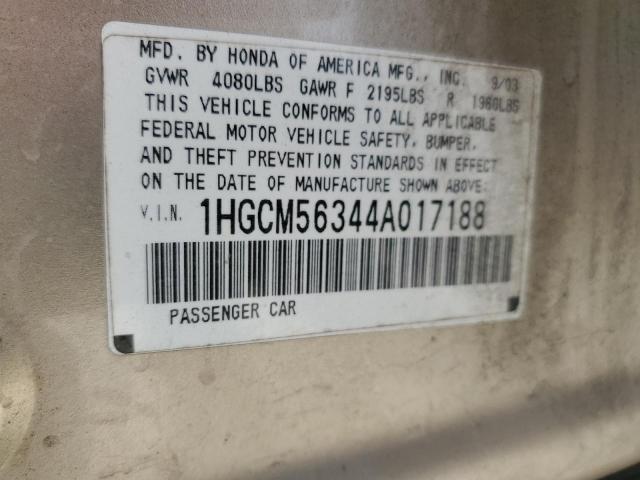 MFD. BY HONDA OF AMERICA MFG., INC. 9/03
GVWR 4080LBS GAWR F 2195LBS R 1960LBS
THIS VEHICLE CONFORMS TO ALL APPLICABLE
FEDERAL MOTOR VEHICLE SAFETY, BUMPER,
AND THEFT PREVENTION STANDARDS IN EFFECT
ON THE DATE OF MANUFACTURE SHOWN ABOVE:
V.I.N. 1HGCM56344A017188
PASSENGER CAR